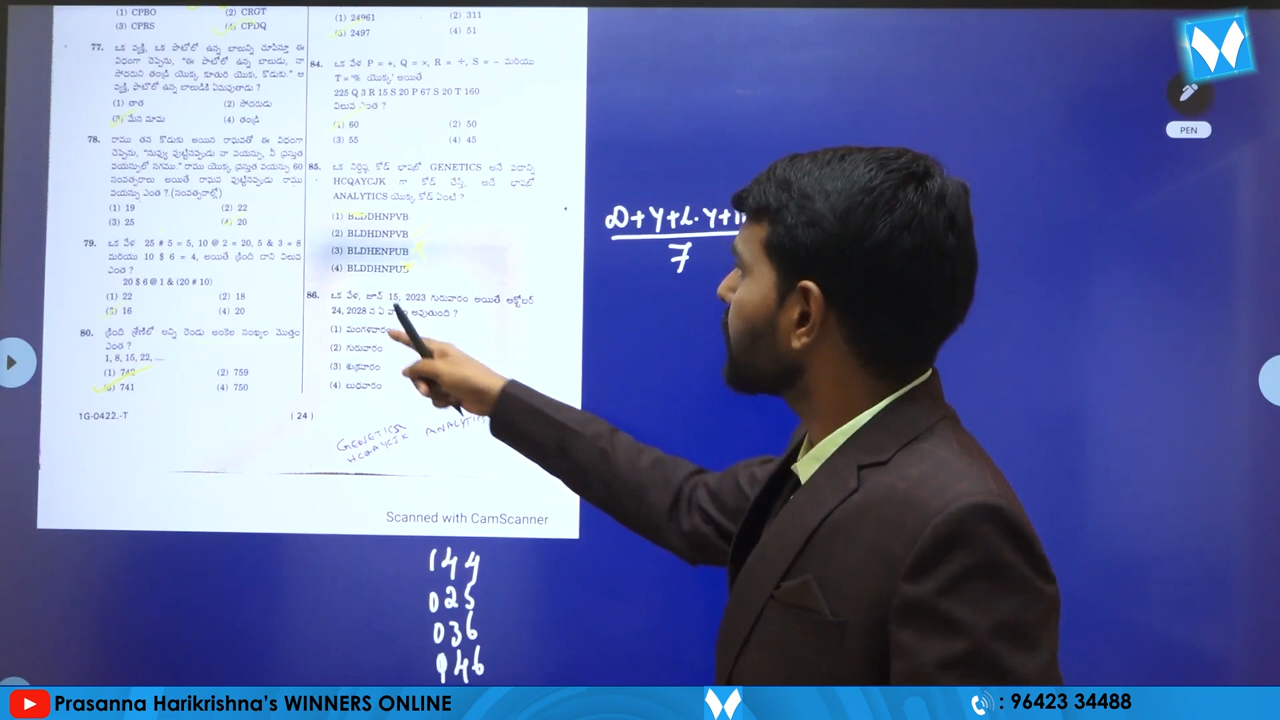 (1) CPBO (2) CRGT
(3) CPRS (4) CPDQ
77. ఒక వ్యక్తి, ఒక పాటోలో ఉన్న బాలున్ని చూపిస్తూ ఈ
విధంగా చెప్పెను, "ఈ పాటోలో ఉన్న బాలుడు, నా
సోదరుని తండ్రి యొక్క కూతురి యొక్క కొడుకు." ఆ
వ్యక్తి, ఫొటోలో ఉన్న బాలుడికి ఏమవుతాడు ?
(1) తాత (2) సోదరుడు
(3) మేన మామ (4) తండ్రి
78. రాము తన కొడుకు అయిన రాఘవతో ఈ విధంగా
చెప్పెను, "నువ్వు పుట్టినప్పుడు నా వయస్సు, నీ ప్రస్తుత
వయస్సులో సగము." రాము యొక్క ప్రస్తుత వయస్సు 60
సంవత్సరాలు అయితే రాఘవ పుట్టినప్పుడు రాము
వయస్సు ఎంత ? (సంవత్సరాల్లో)
(1) 19 (2) 22
(3) 25 (4) 20
79. ఒక వేళ 25 # 5 = 5, 10 @ 2 = 20, 5 & 3 = 8
మరియు 10 $ 6 = 4, అయితే క్రింది దాని విలువ
ఎంత ?
20 $ 6 @ 1 & (20 # 10)
(1) 22 (2) 18
(3) 16 (4) 20
80. క్రింది శ్రేణిలో అన్ని రెండు అంకెల సంఖ్యల మొత్తం
ఎంత ?
1, 8, 15, 22, ....
(1) 749 (2) 759
(3) 741 (4) 750
1G-0422.-T (24)
(1) 24961 (2) 311
(3) 2497 (4) 51
84. ఒక వేళ P = +, Q = ×, R = ÷, S = – మరియు
T = '% యొక్క' అయితే
225 Q 3 R 15 S 20 P 67 S 20 T 160
విలువ ఎంత ?
(1) 60 (2) 50
(3) 55 (4) 45
85. ఒక నిర్దిష్ట కోడ్ భాషలో GENETICS అనే పదాన్ని
HCQAYCJK గా కోడ్ చేస్తే, అదే భాషలో
ANALYTICS యొక్క కోడ్ ఏంటి ?
(1) BLDDHNPVB
(2) BLDHDNPVB
(3) BLDHENPUB
(4) BLDDHNPUB
86. ఒక వేళ, జూన్ 15, 2023 గురువారం అయితే అక్టోబర్
24, 2028 న ఏ వారం అవుతుంది ?
(1) మంగళవారం
(2) గురువారం
(3) శుక్రవారం
(4) బుధవారం
GENETICS ANALYTICS
HCQAYCJK
Scanned with CamScanner
D+Y+L.Y+
7
144
025
036
PEN
Prasanna Harikrishna's WINNERS ONLINE
: 96423 34488